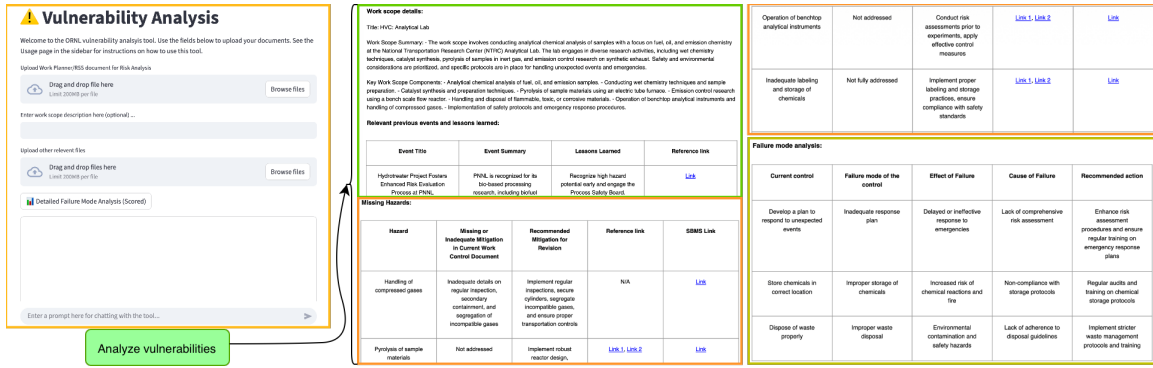 ⚠️ Vulnerability Analysis
Welcome to the ORNL vulnerability analsyis tool. Use the fields below to upload your documents. See the
Usage page in the sidebar for instructions on how to use this tool.
Upload Work Planner/RSS document for Risk Analysis
Drag and drop file here
Limit 200MB per file
Browse files
Enter work scope description here (optional) ...
Upload other relevent files
Drag and drop files here
Limit 200MB per file
Browse files
📊 Detailed Failure Mode Analysis (Scored)
Enter a prompt here for chatting with the tool...
Analyze vulnerabilities
Work scope details:
Title: HVC: Analytical Lab
Work Scope Summary: - The work scope involves conducting analytical chemical analysis of samples with a focus on fuel, oil, and emission chemistry
at the National Transportation Research Center (NTRC) Analytical Lab. The lab engages in diverse research activities, including wet chemistry
techniques, catalyst synthesis, pyrolysis of samples in inert gas, and emission control research on synthetic exhaust. Safety and environmental
considerations are prioritized, and specific protocols are in place for handling unexpected events and emergencies.
Key Work Scope Components: - Analytical chemical analysis of fuel, oil, and emission samples. - Conducting wet chemistry techniques and sample
preparation. - Catalyst synthesis and preparation techniques. - Pyrolysis of sample materials using an electric tube furnace. - Emission control research
using a bench scale flow reactor. - Handling and disposal of flammable, toxic, or corrosive materials. - Operation of benchtop analytical instruments and
handling of compressed gases. - Implementation of safety protocols and emergency response procedures.
Relevant previous events and lessons learned:
Event Title
Event Summary
Lessons Learned
Reference link
Hydrotreater Project Fosters
Enhanced Risk Evaluation
Process at PNNL
PNNL is recognized for its
bio-based processing
research, including biofuel
Recognize high hazard
potential early and engage the
Process Safety Board.
Link
Missing Hazards:
Hazard
Missing or
Inadequate Mitigation
in Current Work
Control Document
Recommended
Mitigation for
Revision
Reference link
SBMS Link
Handling of
compressed gases
Inadequate details on
regular inspection,
secondary
containment, and
segregation of
incompatible gases
Implement regular
inspections, secure
cylinders, segregate
incompatible gases,
and ensure proper
transportation controls
N/A
Link
Pyrolysis of sample
materials
Not addressed
Implement robust
reactor design,
Link 1, Link 2
Link
Operation of benchtop
analytical instruments
Not addressed
Conduct risk
assessments prior to
experiments, apply
effective control
measures
Link 1, Link 2
Link
Inadequate labeling
and storage of
chemicals
Not fully addressed
Implement proper
labeling and storage
practices, ensure
compliance with safety
standards
Link 1, Link 2
Link
Failure mode analysis:
Current control
Failure mode of the
control
Effect of Failure
Cause of Failure
Recommended action
Develop a plan to
respond to unexpected
events
Inadequate response
plan
Delayed or ineffective
response to
emergencies
Lack of comprehensive
risk assessment
Enhance risk
assessment
procedures and ensure
regular training on
emergency response
plans
Store chemicals in
correct location
Improper storage of
chemicals
Increased risk of
chemical reactions and
fire
Non-compliance with
storage protocols
Regular audits and
training on chemical
storage protocols
Dispose of waste
properly
Improper waste
disposal
Environmental
contamination and
safety hazards
Lack of adherence to
disposal guidelines
Implement stricter
waste management
protocols and training